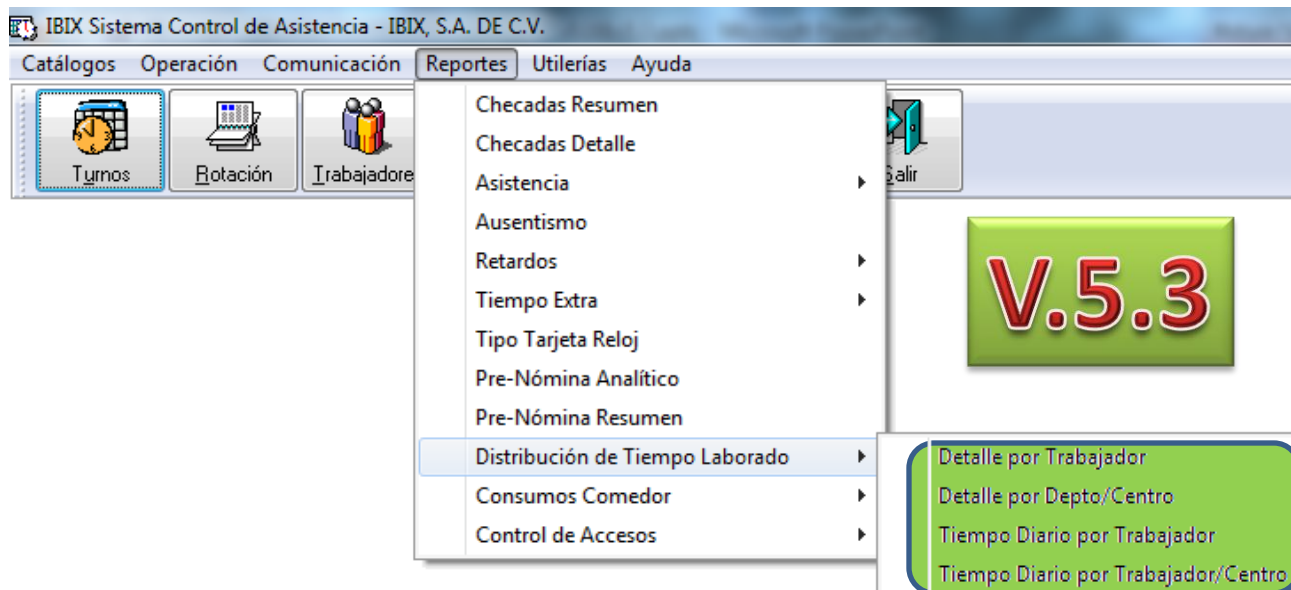 IBIX Sistema Control de Asistencia - IBIX, S.A. DE C.V.
Catálogos Operación Comunicación Reportes Utilerías Ayuda
Turnos Rotación Trabajadore Salir
Checadas Resumen
Checadas Detalle
Asistencia
Ausentismo
Retardos
Tiempo Extra
Tipo Tarjeta Reloj
Pre-Nómina Analítico
Pre-Nómina Resumen
Distribución de Tiempo Laborado
Consumos Comedor
Control de Accesos
V.5.3
Detalle por Trabajador
Detalle por Depto/Centro
Tiempo Diario por Trabajador
Tiempo Diario por Trabajador/Centro